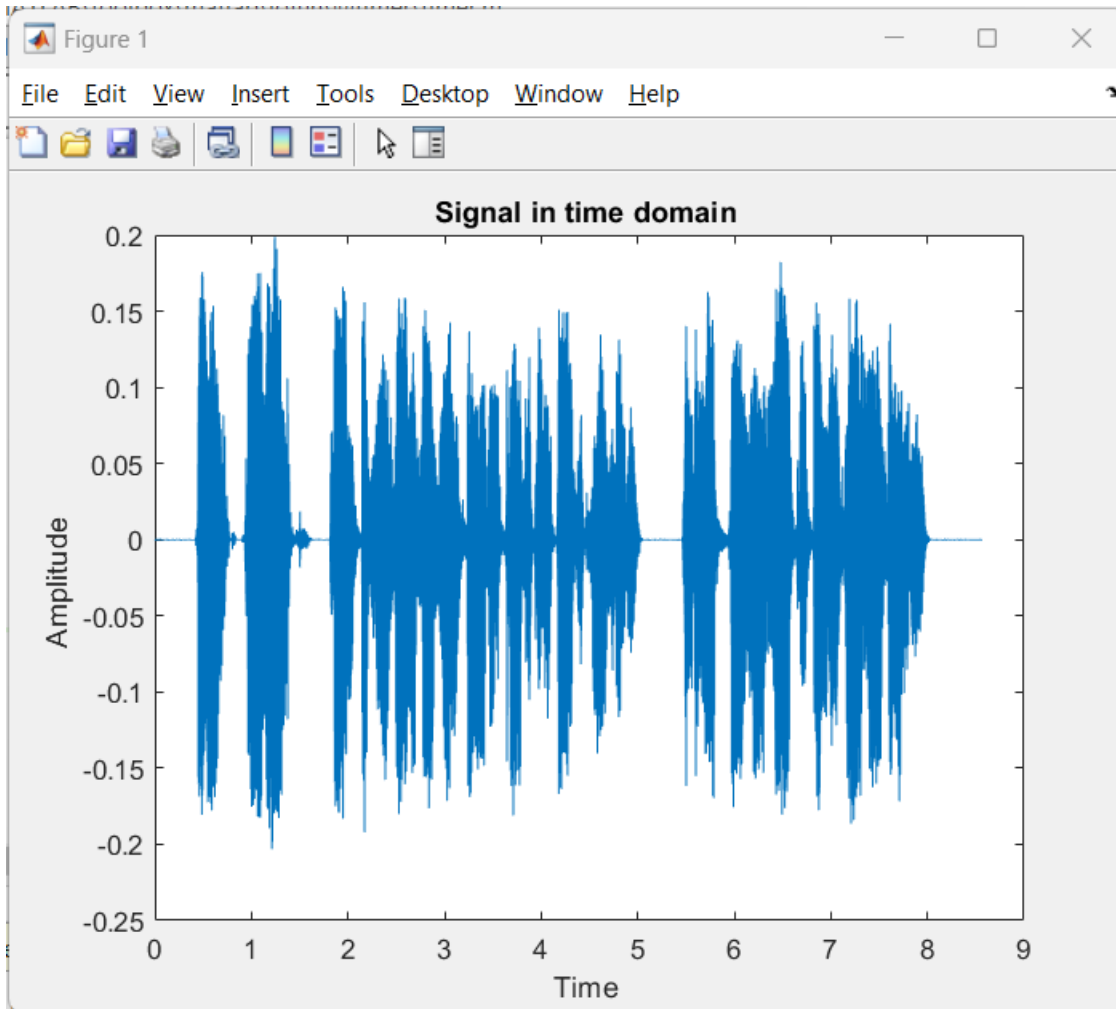 Figure 1
File Edit View Insert Tools Desktop Window Help
Signal in time domain
0.2
0.15
0.1
0.05
0
-0.05
-0.1
-0.15
-0.2
-0.25
Amplitude
0 1 2 3 4 5 6 7 8 9
Time